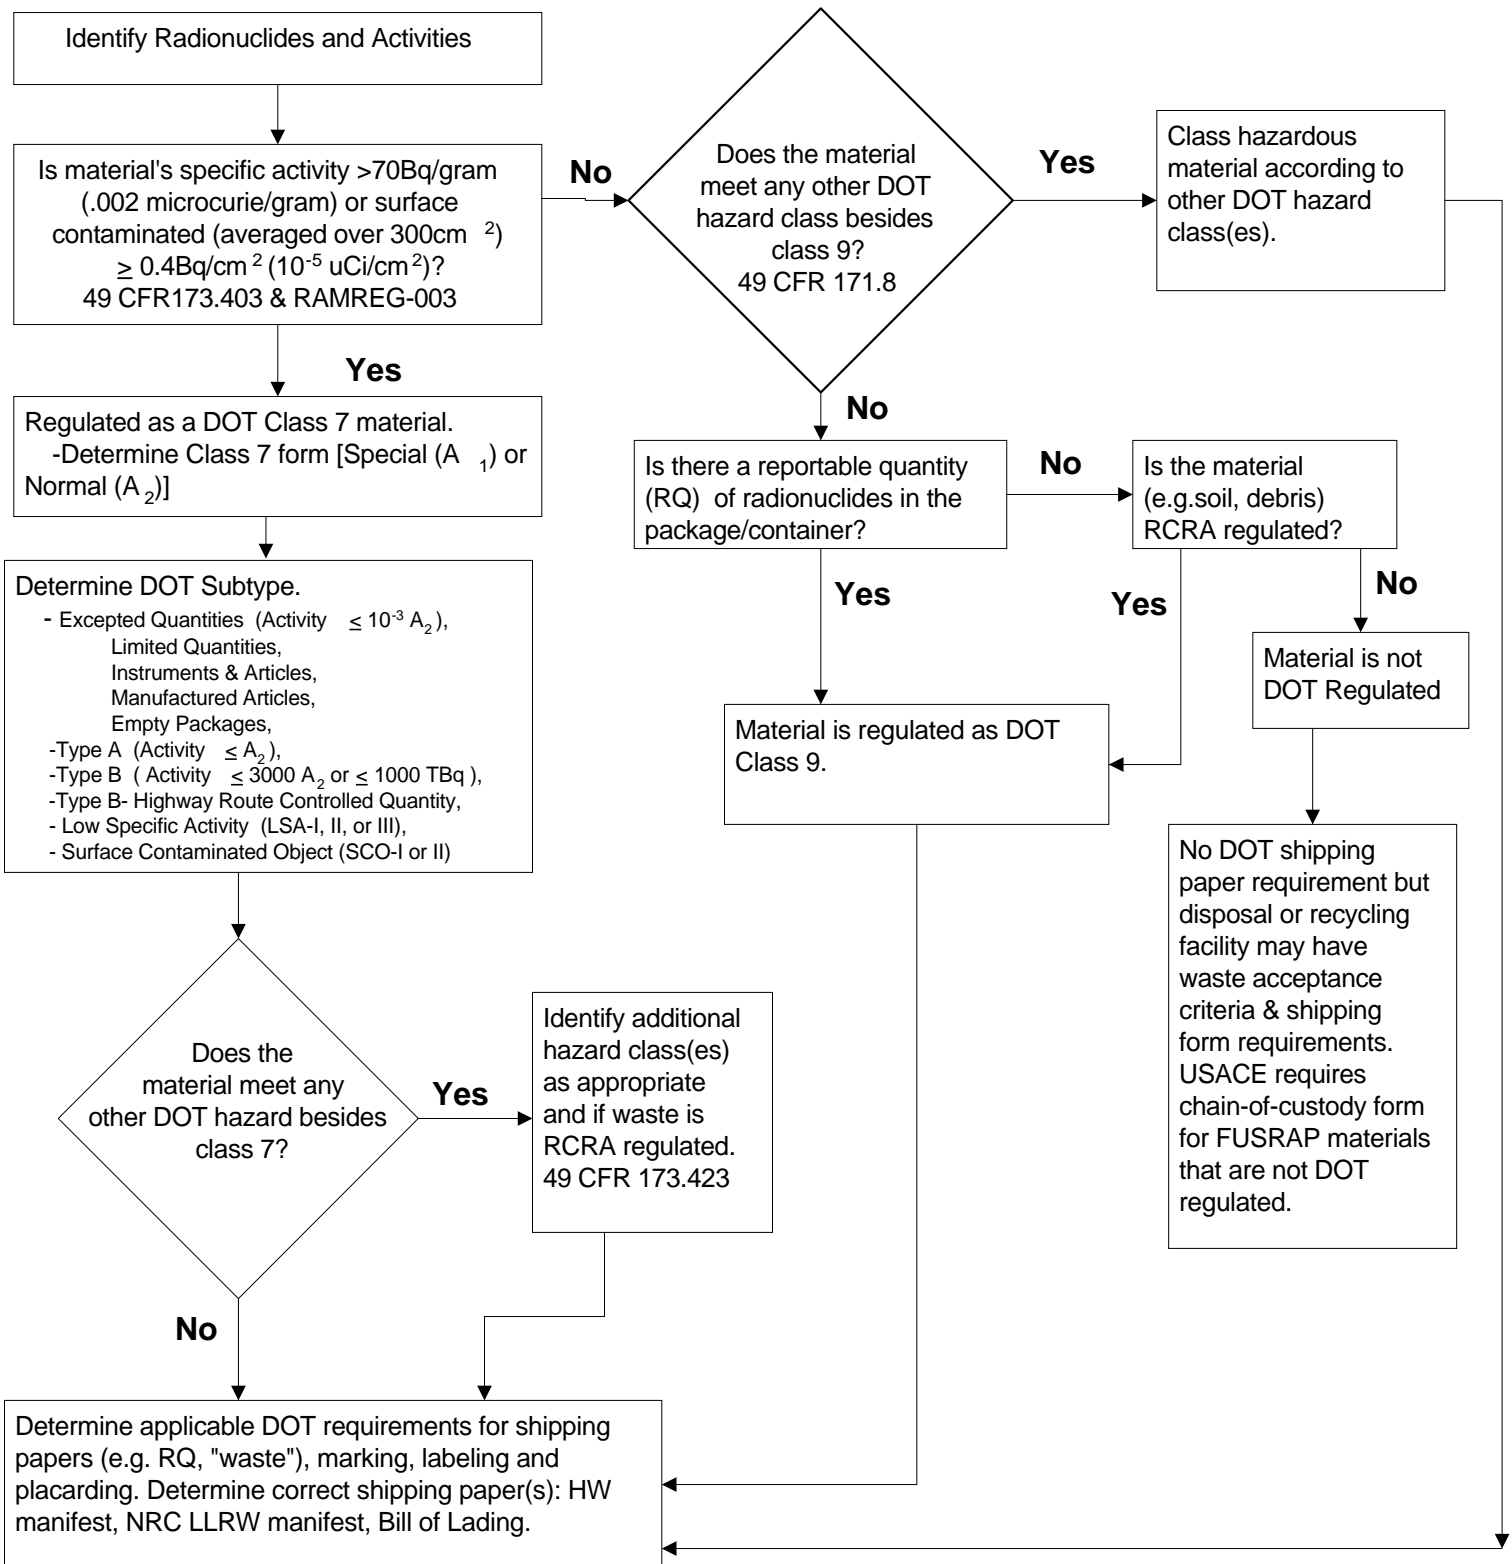 Identify Radionuclides and Activities
Is material's specific activity >70Bq/gram
(.002 microcurie/gram) or surface
contaminated (averaged over 300cm ²)
≥ 0.4Bq/cm² (10⁻⁵ uCi/cm²)?
49 CFR173.403 & RAMREG-003
No
Yes
Does the material
meet any other DOT
hazard class besides
class 9?
49 CFR 171.8
Yes
No
Class hazardous
material according to
other DOT hazard
class(es).
Regulated as a DOT Class 7 material.
-Determine Class 7 form [Special (A ₁) or
Normal (A₂)]
Is there a reportable quantity
(RQ) of radionuclides in the
package/container?
No
Yes
Is the material
(e.g.soil, debris)
RCRA regulated?
Yes
No
Determine DOT Subtype.
- Excepted Quantities (Activity ≤ 10⁻³ A₂),
Limited Quantities,
Instruments & Articles,
Manufactured Articles,
Empty Packages,
-Type A (Activity ≤ A₂),
-Type B ( Activity ≤ 3000 A₂ or ≤ 1000 TBq ),
-Type B- Highway Route Controlled Quantity,
- Low Specific Activity (LSA-I, II, or III),
- Surface Contaminated Object (SCO-I or II)
Material is not
DOT Regulated
Material is regulated as DOT
Class 9.
No DOT shipping
paper requirement but
disposal or recycling
facility may have
waste acceptance
criteria & shipping
form requirements.
USACE requires
chain-of-custody form
for FUSRAP materials
that are not DOT
regulated.
Does the
material meet any
other DOT hazard besides
class 7?
Yes
No
Identify additional
hazard class(es)
as appropriate
and if waste is
RCRA regulated.
49 CFR 173.423
Determine applicable DOT requirements for shipping
papers (e.g. RQ, "waste"), marking, labeling and
placarding. Determine correct shipping paper(s): HW
manifest, NRC LLRW manifest, Bill of Lading.